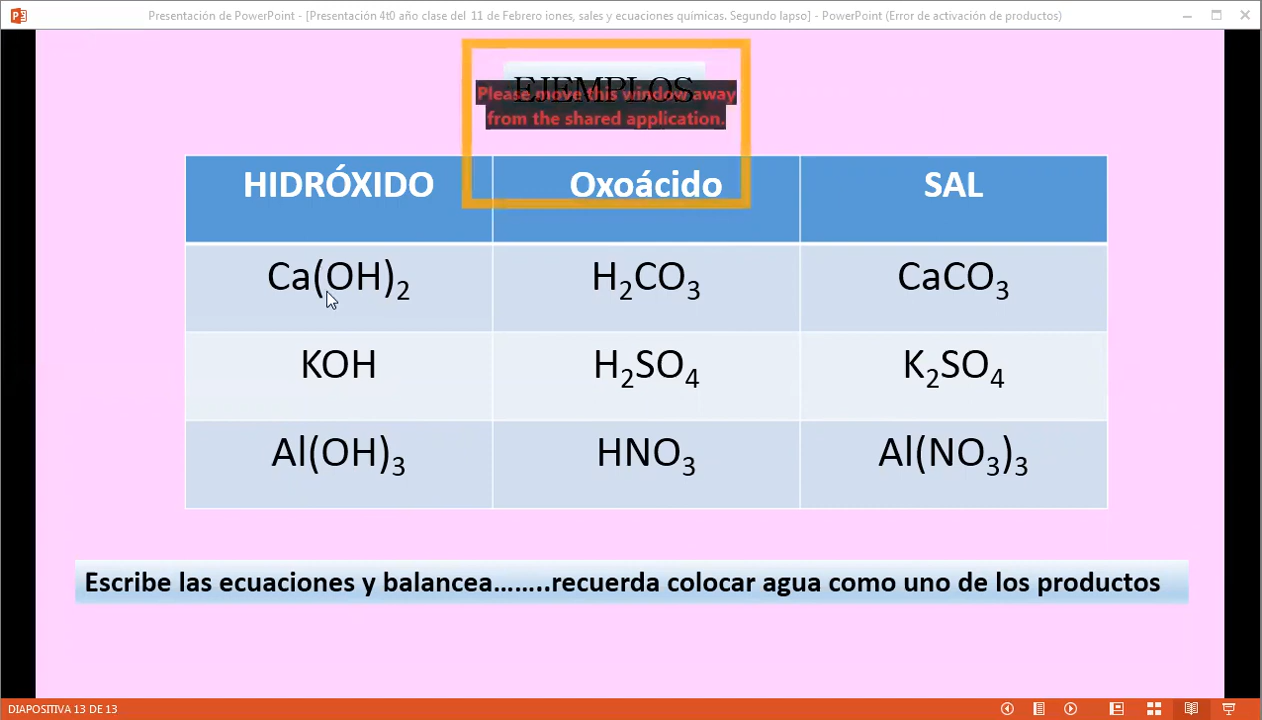 Presentación de PowerPoint - [Presentación 4t0 año clase del 11 de Febrero iones, sales y ecuaciones químicas. Segundo lapso] - PowerPoint (Error de activación de productos)
EJEMPLOS
Please move this window away
from the shared application.
HIDRÓXIDO Oxoácido SAL
Ca(OH)₂ H₂CO₃ CaCO₃
KOH H₂SO₄ K₂SO₄
Al(OH)₃ HNO₃ Al(NO₃)₃
Escribe las ecuaciones y balancea……..recuerda colocar agua como uno de los productos
DIAPOSITIVA 13 DE 13